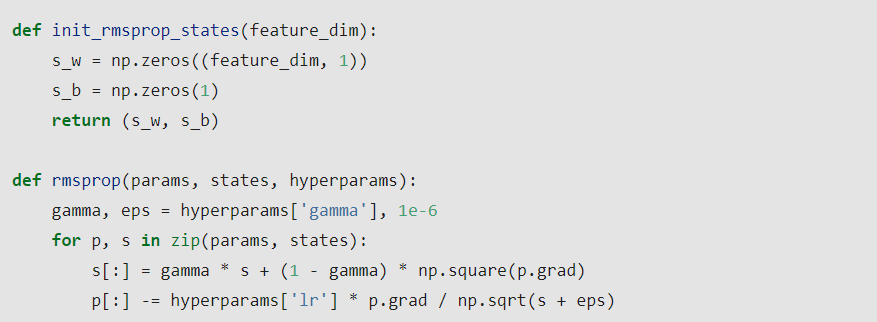 def init_rmsprop_states(feature_dim):
    s_w = np.zeros((feature_dim, 1))
    s_b = np.zeros(1)
    return (s_w, s_b)

def rmsprop(params, states, hyperparams):
    gamma, eps = hyperparams['gamma'], 1e-6
    for p, s in zip(params, states):
        s[:] = gamma * s + (1 - gamma) * np.square(p.grad)
        p[:] -= hyperparams['lr'] * p.grad / np.sqrt(s + eps)